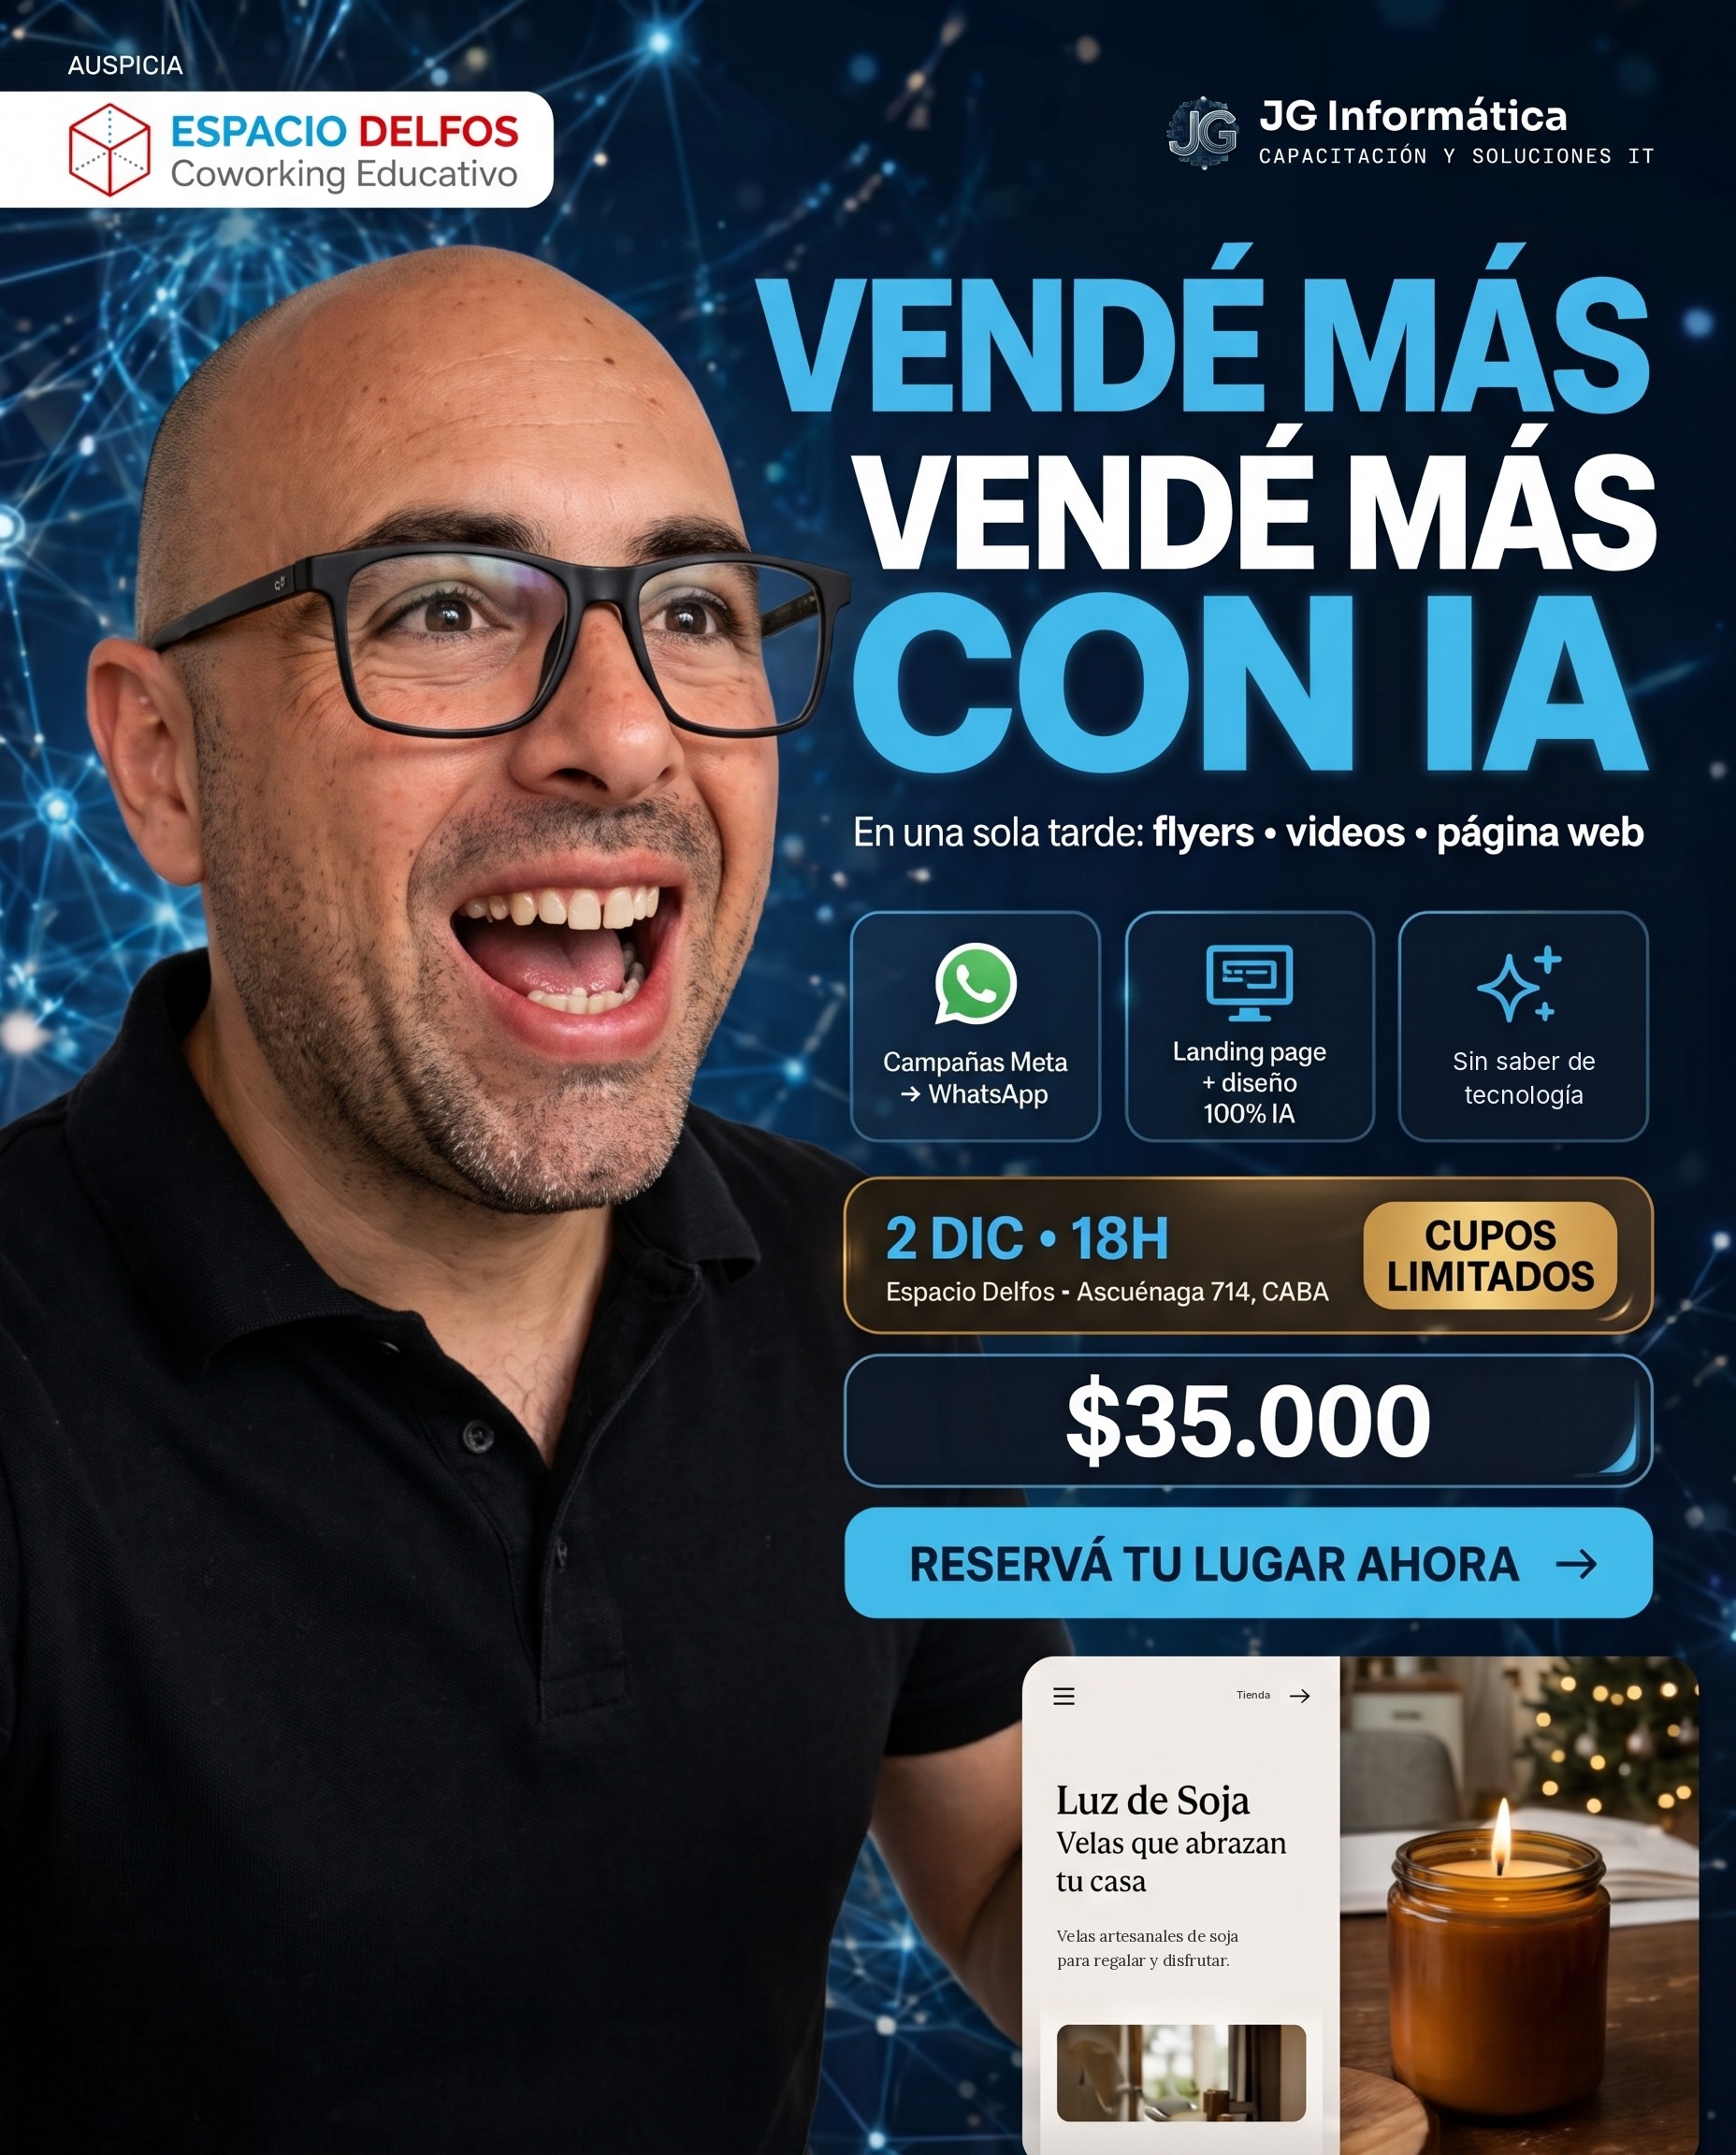 AUSPICIA
ESPACIO DELFOS
Coworking Educativo
JG
JG Informática
CAPACITACIÓN Y SOLUCIONES IT
VENDÉ MÁS
VENDÉ MÁS
CON IA
En una sola tarde: flyers • videos • página web
Campañas Meta
→ WhatsApp
Landing page
+ diseño
100% IA
Sin saber de
tecnología
2 DIC • 18H
Espacio Delfos - Ascuénaga 714, CABA
CUPOS
LIMITADOS
$35.000
RESERVÁ TU LUGAR AHORA →
Tienda →
Luz de Soja
Velas que abrazan
tu casa
Velas artesanales de soja
para regalar y disfrutar.